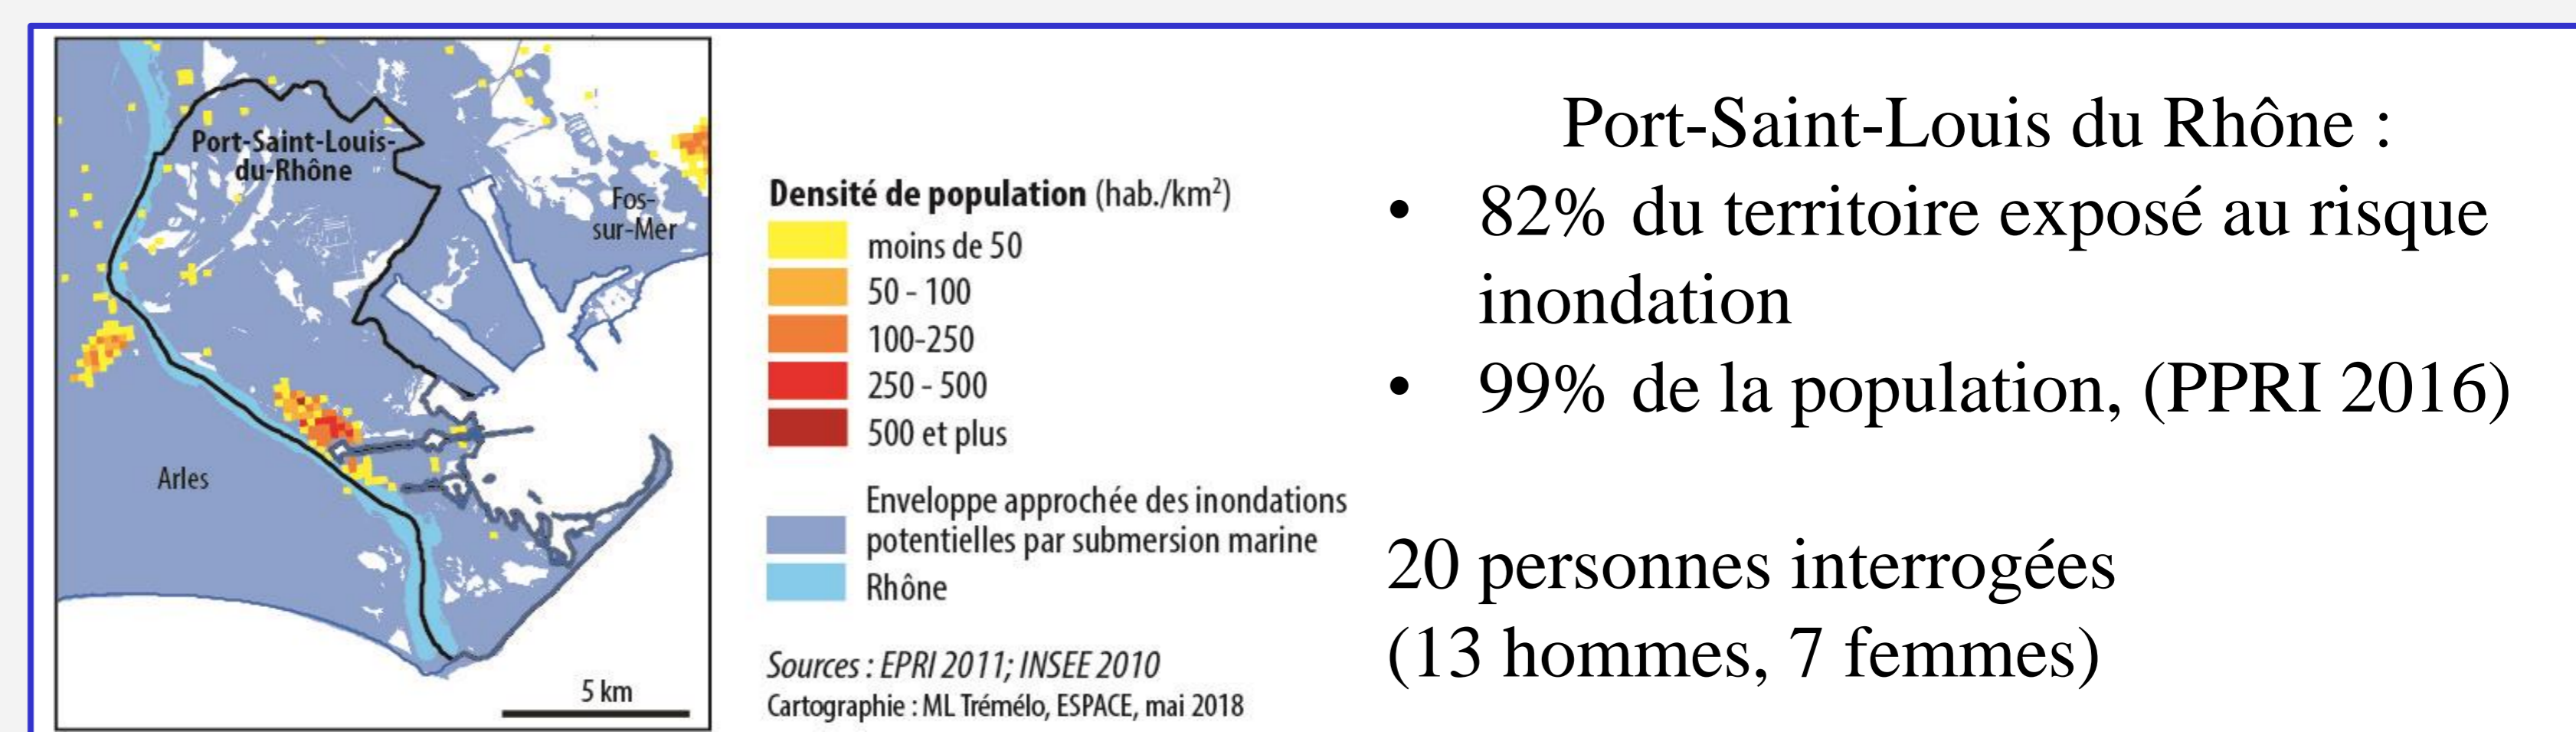 Port-Saint-Louis-
du-Rhône
Fos-
sur-Mer
Arles
5 km
Densité de population (hab./km²)
moins de 50
50 - 100
100-250
250 - 500
500 et plus
Enveloppe approchée des inondations
potentielles par submersion marine
Rhône
Sources : EPRI 2011; INSEE 2010
Cartographie : ML Trémélo, ESPACE, mai 2018
Port-Saint-Louis du Rhône :
• 82% du territoire exposé au risque
inondation
• 99% de la population, (PPRI 2016)
20 personnes interrogées
(13 hommes, 7 femmes)